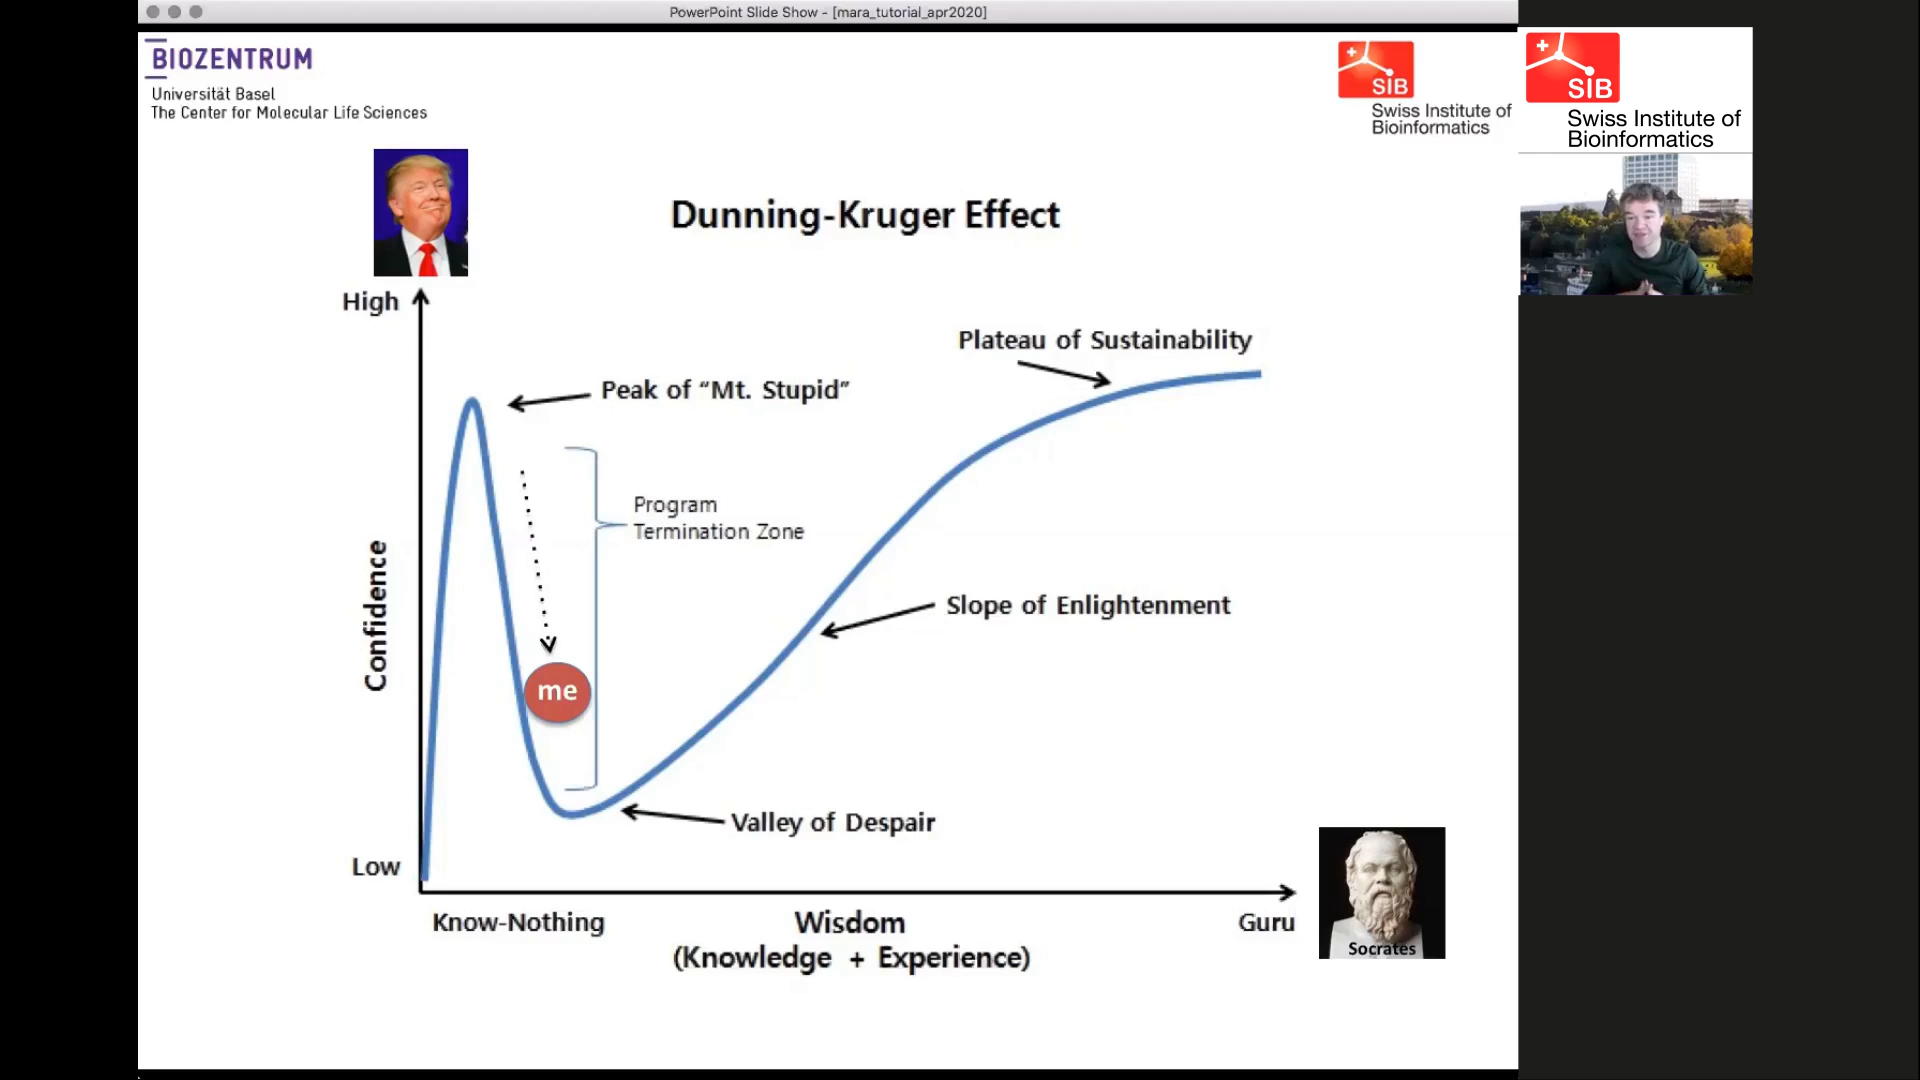 PowerPoint Slide Show - [mara_tutorial_apr2020]
BIOZENTRUM
Universität Basel
The Center for Molecular Life Sciences
SIB
Swiss Institute of
Bioinformatics
SIB
Swiss Institute of
Bioinformatics
Dunning-Kruger Effect
High
Plateau of Sustainability
Peak of “Mt. Stupid”
Program
Termination Zone
Confidence
Slope of Enlightenment
me
Valley of Despair
Low
Know-Nothing
Wisdom
(Knowledge + Experience)
Guru
Socrates